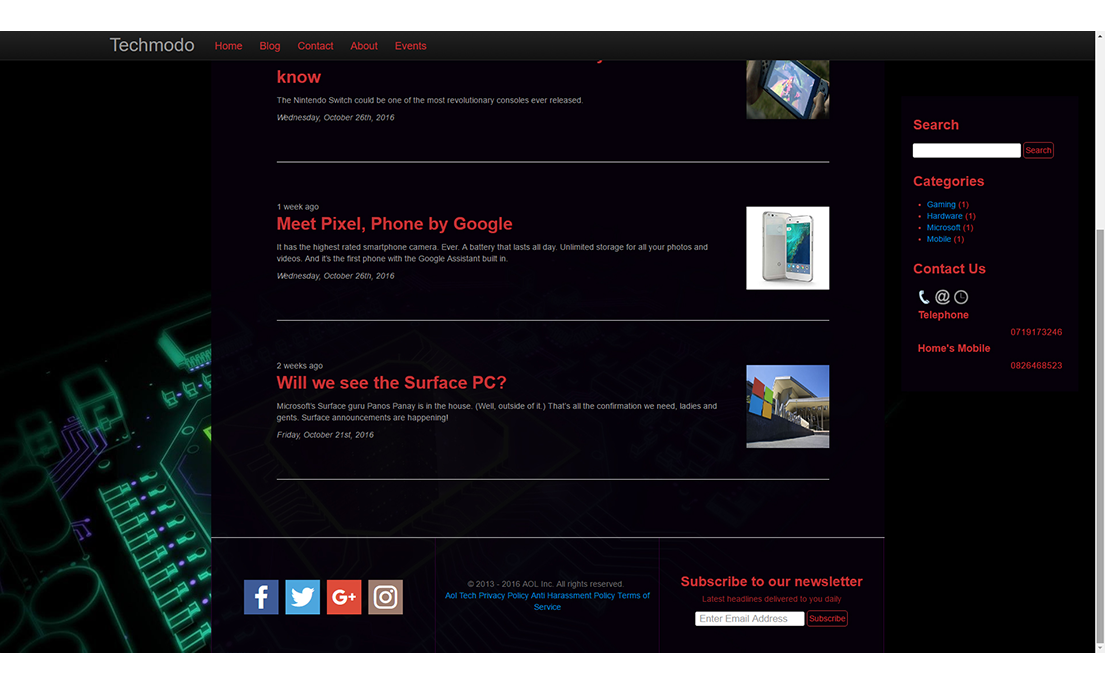 Techmodo Home Blog Contact About Events
know
The Nintendo Switch could be one of the most revolutionary consoles ever released.
Wednesday, October 26th, 2016
1 week ago
Meet Pixel, Phone by Google
It has the highest rated smartphone camera. Ever. A battery that lasts all day. Unlimited storage for all your photos and
videos. And it's the first phone with the Google Assistant built in.
Wednesday, October 26th, 2016
2 weeks ago
Will we see the Surface PC?
Microsoft's Surface guru Panos Panay is in the house. (Well, outside of it.) That's all the confirmation we need, ladies and
gents. Surface announcements are happening!
Friday, October 21st, 2016
Search
Search
Categories
Gaming (1)
Hardware (1)
Microsoft (1)
Mobile (1)
Contact Us
Telephone
0719173246
Home's Mobile
0826468523
G+
© 2013 - 2016 AOL Inc. All rights reserved.
Aol Tech Privacy Policy Anti Harassment Policy Terms of
Service
Subscribe to our newsletter
Latest headlines delivered to you daily
Enter Email Address Subscribe